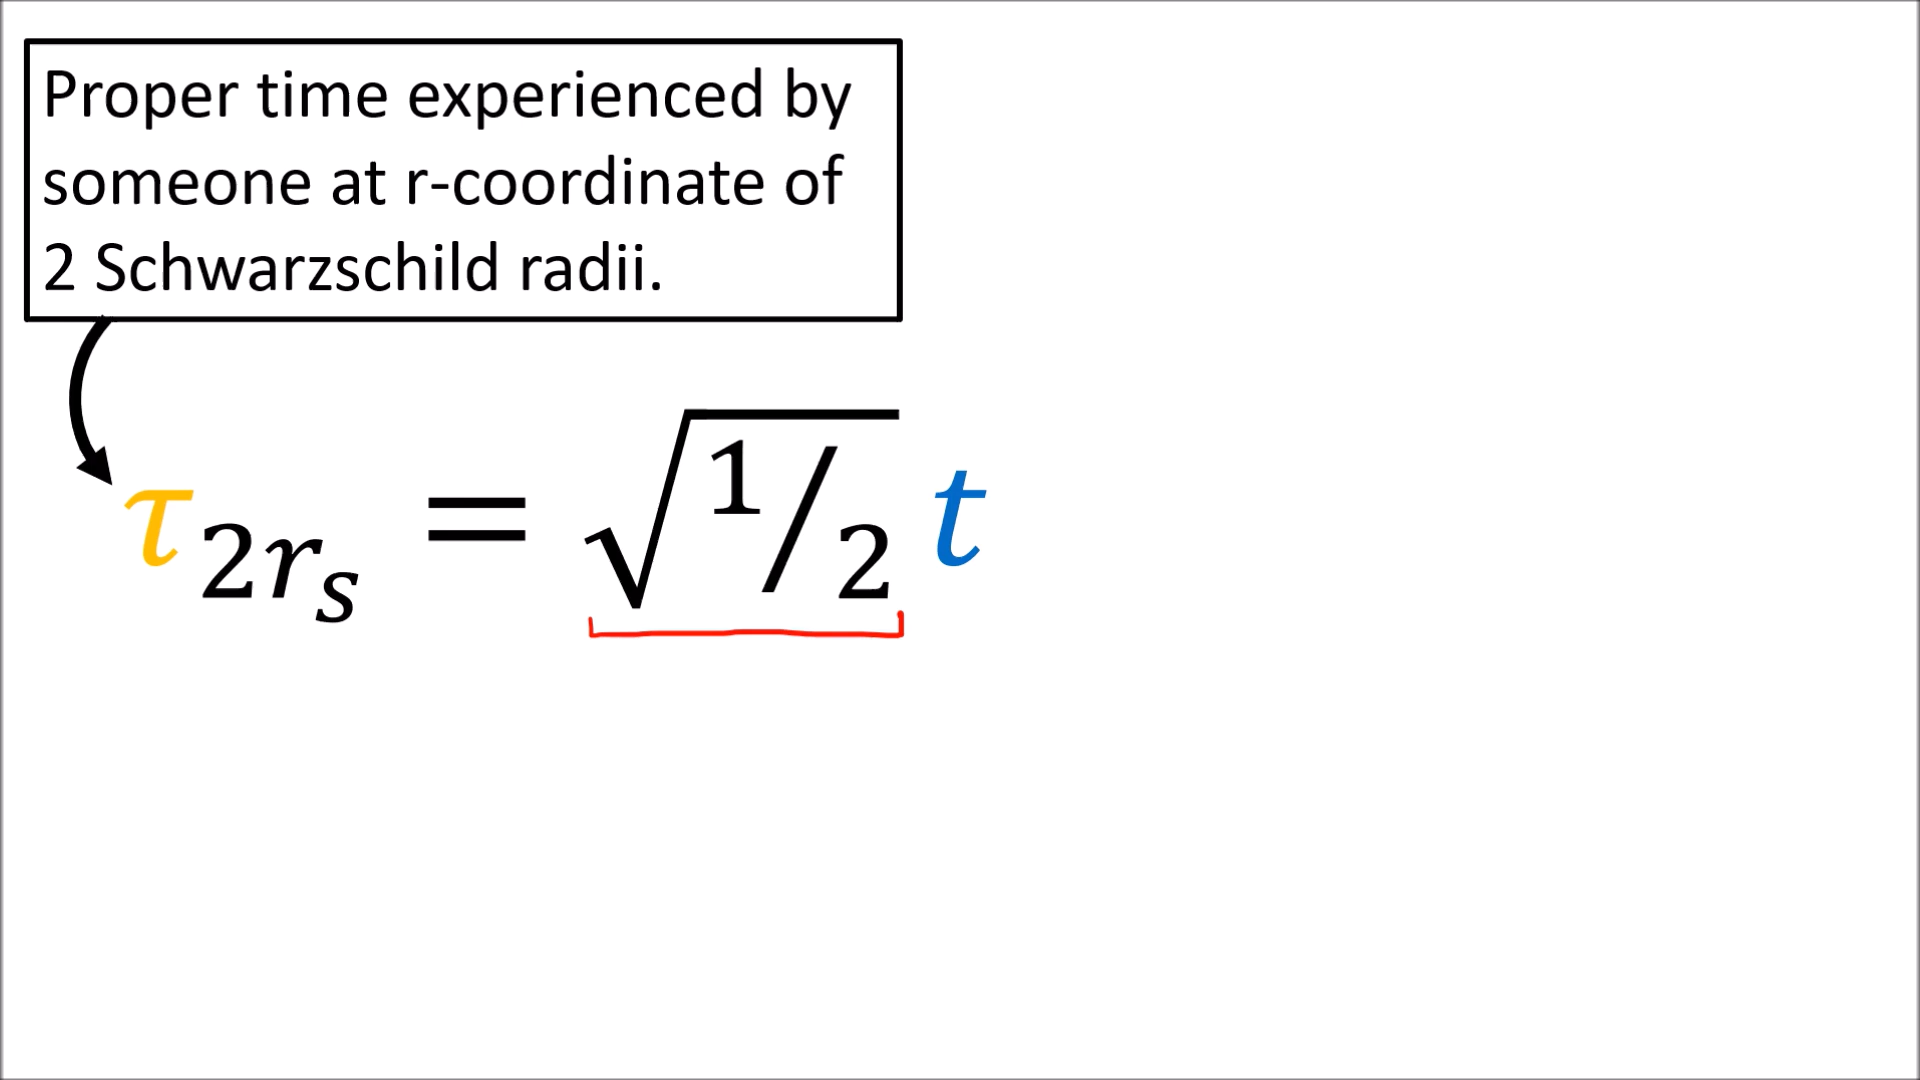 Proper time experienced by
someone at r-coordinate of
2 Schwarzschild radii.
τ₂ᵣₛ = √1/2 t